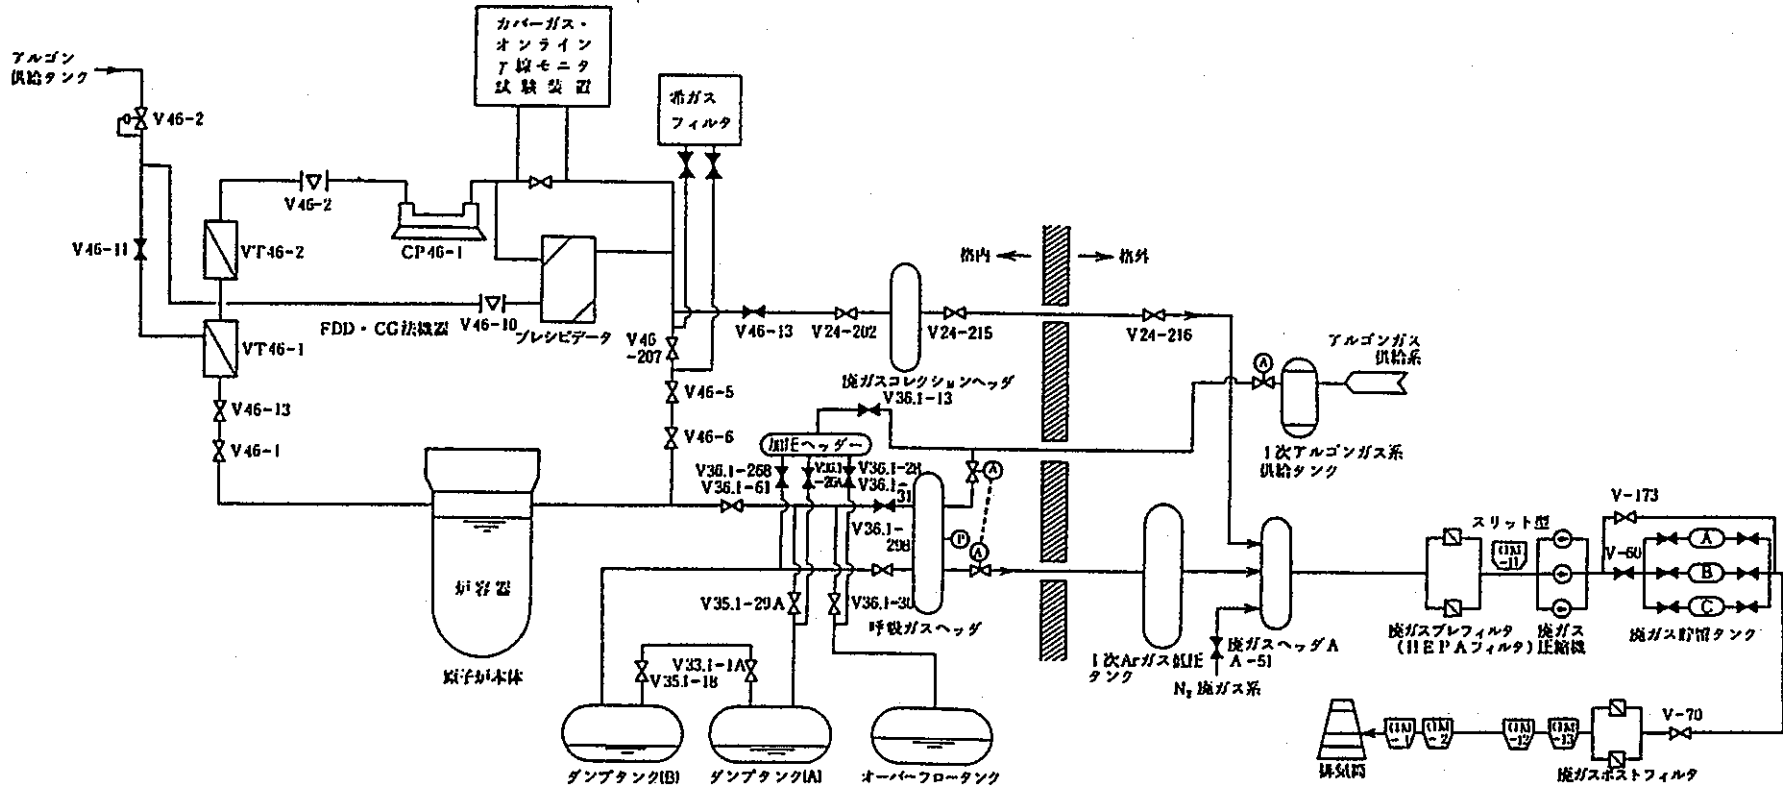 カバーガス・
オンライン
γ線モニタ
試験装置
アルゴン
供給タンク
希ガス
フィルタ
V46-2
V46-2
V46-11
VT46-2
CP46-1
格内
格外
FDD・CG法機器
V46-10
プレシピテータ
V46
-207
V46-13
V24-202
V24-215
V24-216
VT46-1
アルゴンガス
供給系
A
廃ガスコレクションヘッダ
V36.1-13
V46-5
V46-13
V46-6
V46-1
加圧ヘッダー
1次アルゴンガス系
供給タンク
V36.1-26B
V36.1
-26A
V36.1-28
V36.1-61
V36.1-
31
A
V-173
スリット型
V36.1-
29B
P
A
V-60
A
B
C
炉容器
V35.1-29A
V36.1-30
呼吸ガスヘッダ
廃ガスプレフィルタ
(HEPAフィルタ)
廃ガス
圧縮機
廃ガス貯留タンク
廃ガスヘッダA
A-51
1次Arガス低圧
タンク
N₂ 廃ガス系
原子炉本体
V33.1-1A
V35.1-1B
V-70
ダンプタンク(B)
ダンプタンク(A)
オーバーフロータンク
排気筒
廃ガスポストフィルタ